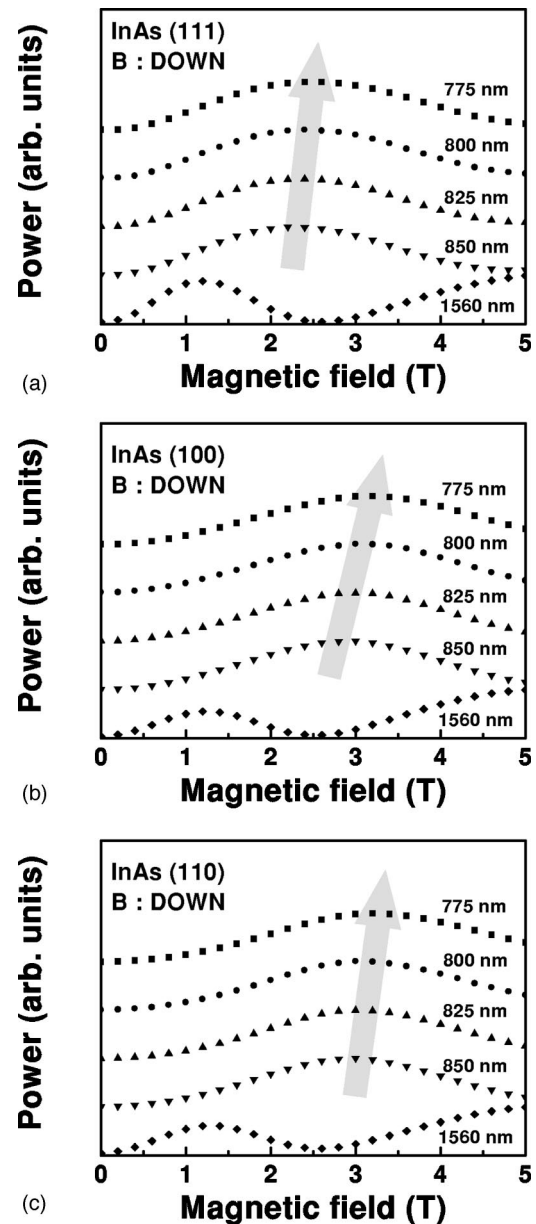 InAs (111)
B : DOWN
775 nm
800 nm
825 nm
850 nm
1560 nm
Power (arb. units)
0 1 2 3 4 5
Magnetic field (T)
(a)
InAs (100)
B : DOWN
775 nm
800 nm
825 nm
850 nm
1560 nm
Power (arb. units)
0 1 2 3 4 5
Magnetic field (T)
(b)
InAs (110)
B : DOWN
775 nm
800 nm
825 nm
850 nm
1560 nm
Power (arb. units)
0 1 2 3 4 5
Magnetic field (T)
(c)